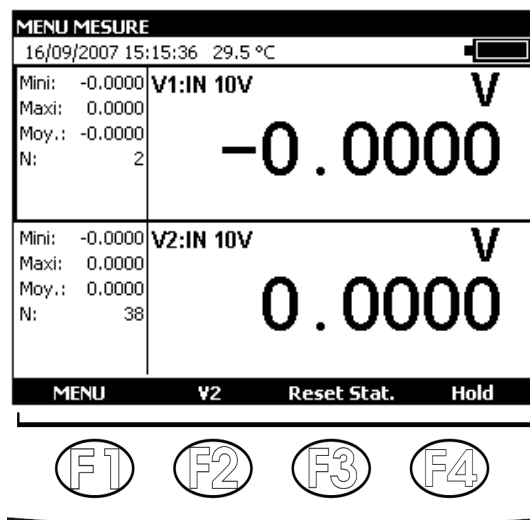 MENU MESURE
16/09/2007 15:15:36 29.5 °C
Mini: -0.0000
Maxi: 0.0000
Moy.: -0.0000
N: 2
V1:IN 10V
V
-0.0000
Mini: -0.0000
Maxi: 0.0000
Moy.: 0.0000
N: 38
V2:IN 10V
V
0.0000
MENU V2 Reset Stat. Hold
F1 F2 F3 F4